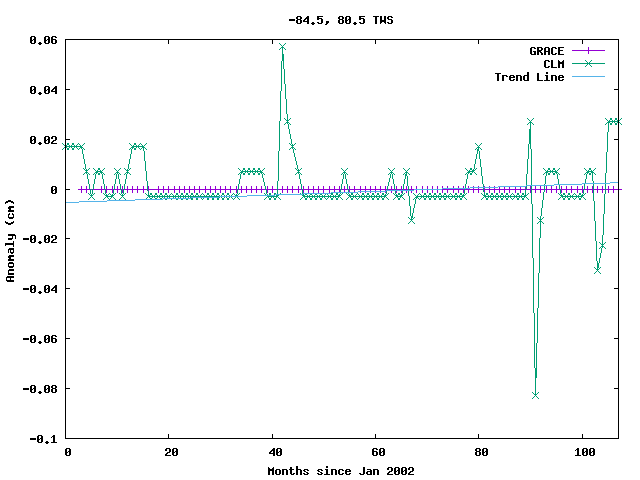 -84.5, 80.5 TWS
GRACE
CLM
Trend Line
0.06
0.04
0.02
0
-0.02
-0.04
-0.06
-0.08
-0.1
Anomaly (cm)
0 20 40 60 80 100
Months since Jan 2002